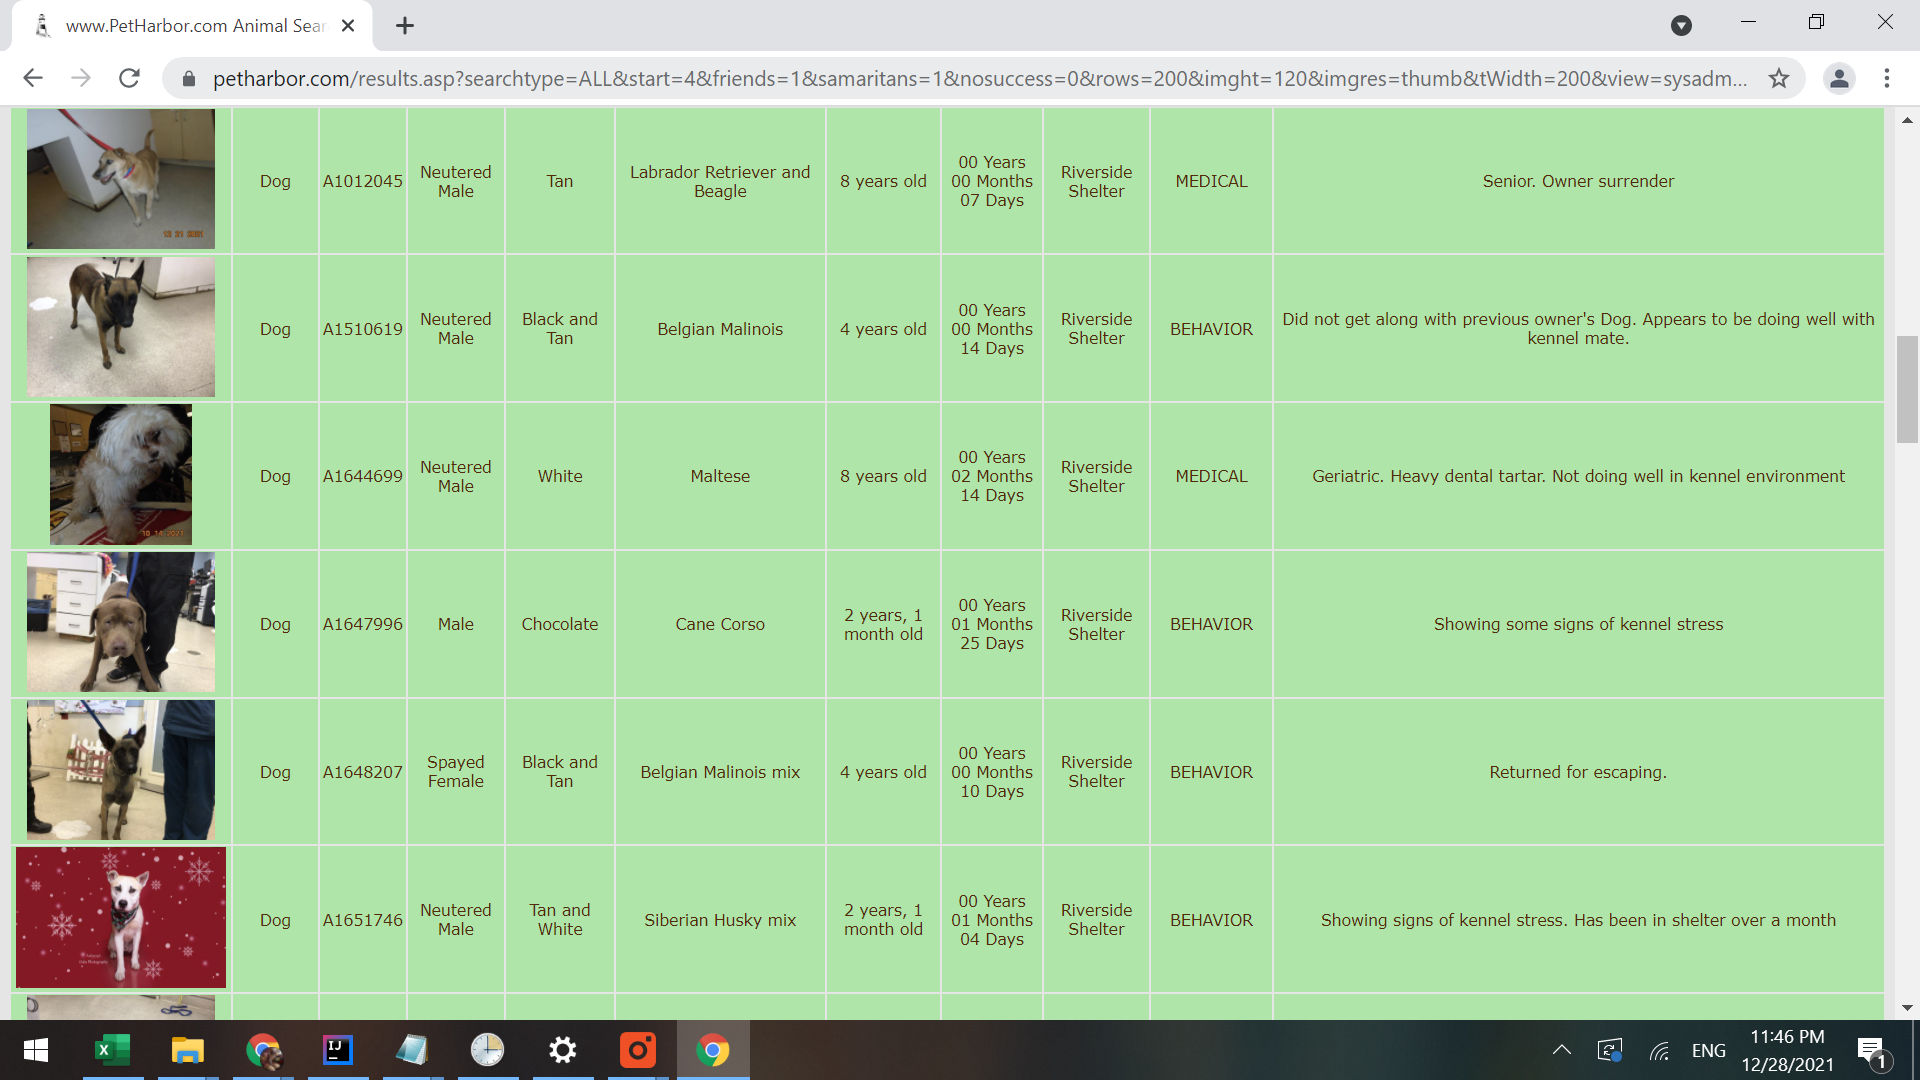 www.PetHarbor.com Animal Sear
petharbor.com/results.asp?searchtype=ALL&start=4&friends=1&samaritans=1&nosuccess=0&rows=200&imght=120&imgres=thumb&tWidth=200&view=sysadm...
Dog
A1012045
Neutered
Male
Tan
Labrador Retriever and
Beagle
8 years old
00 Years
00 Months
07 Days
Riverside
Shelter
MEDICAL
Senior. Owner surrender
Dog
A1510619
Neutered
Male
Black and
Tan
Belgian Malinois
4 years old
00 Years
00 Months
14 Days
Riverside
Shelter
BEHAVIOR
Did not get along with previous owner's Dog. Appears to be doing well with
kennel mate.
10 14 2021
Dog
A1644699
Neutered
Male
White
Maltese
8 years old
00 Years
02 Months
14 Days
Riverside
Shelter
MEDICAL
Geriatric. Heavy dental tartar. Not doing well in kennel environment
Dog
A1647996
Male
Chocolate
Cane Corso
2 years, 1
month old
00 Years
01 Months
25 Days
Riverside
Shelter
BEHAVIOR
Showing some signs of kennel stress
Dog
A1648207
Spayed
Female
Black and
Tan
Belgian Malinois mix
4 years old
00 Years
00 Months
10 Days
Riverside
Shelter
BEHAVIOR
Returned for escaping.
Dog
A1651746
Neutered
Male
Tan and
White
Siberian Husky mix
2 years, 1
month old
00 Years
01 Months
04 Days
Riverside
Shelter
BEHAVIOR
Showing signs of kennel stress. Has been in shelter over a month
IJ
ENG
11:46 PM
12/28/2021
1